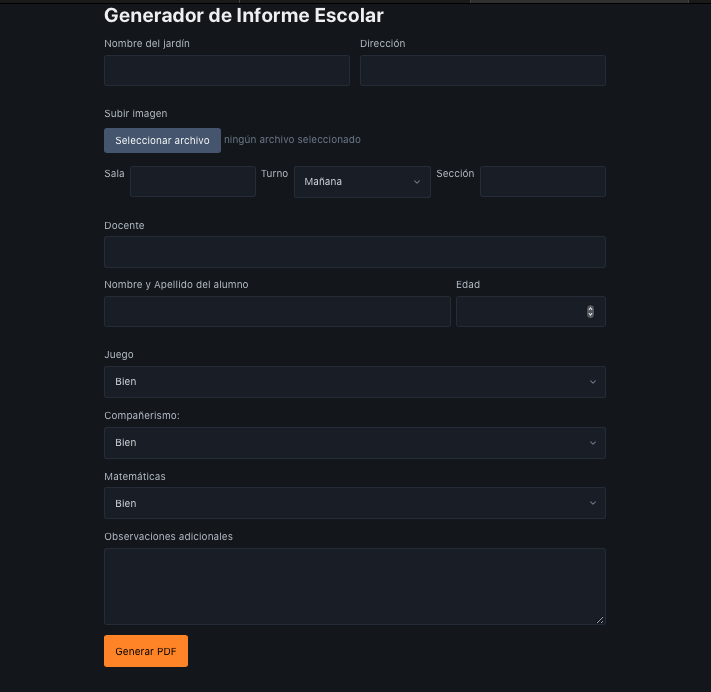 Generador de Informe Escolar
Nombre del jardín Dirección
Subir imagen
Seleccionar archivo ningún archivo seleccionado
Sala Turno Mañana Sección
Docente
Nombre y Apellido del alumno Edad
Juego
Bien
Compañerismo:
Bien
Matemáticas
Bien
Observaciones adicionales
Generar PDF